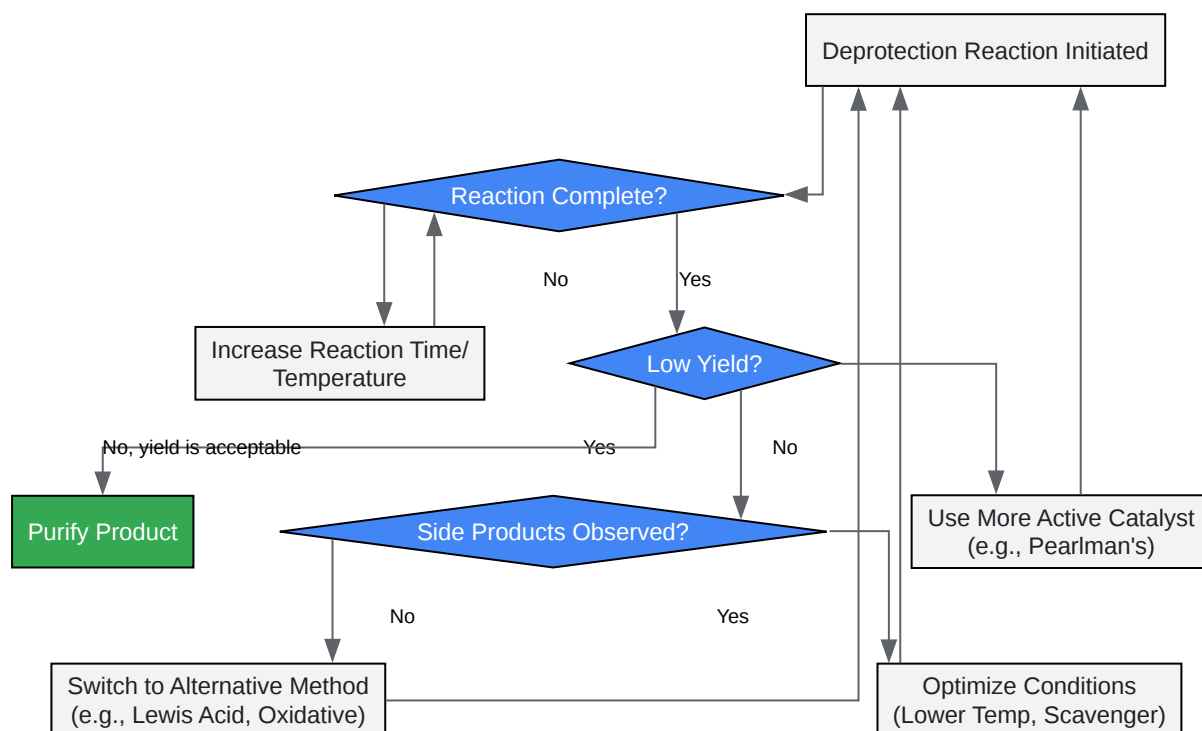 Deprotection Reaction Initiated
Reaction Complete?
No
Yes
Increase Reaction Time/
Temperature
Low Yield?
No, yield is acceptable
Yes
No
Purify Product
Side Products Observed?
Use More Active Catalyst
(e.g., Pearlman's)
No
Yes
Switch to Alternative Method
(e.g., Lewis Acid, Oxidative)
Optimize Conditions
(Lower Temp, Scavenger)